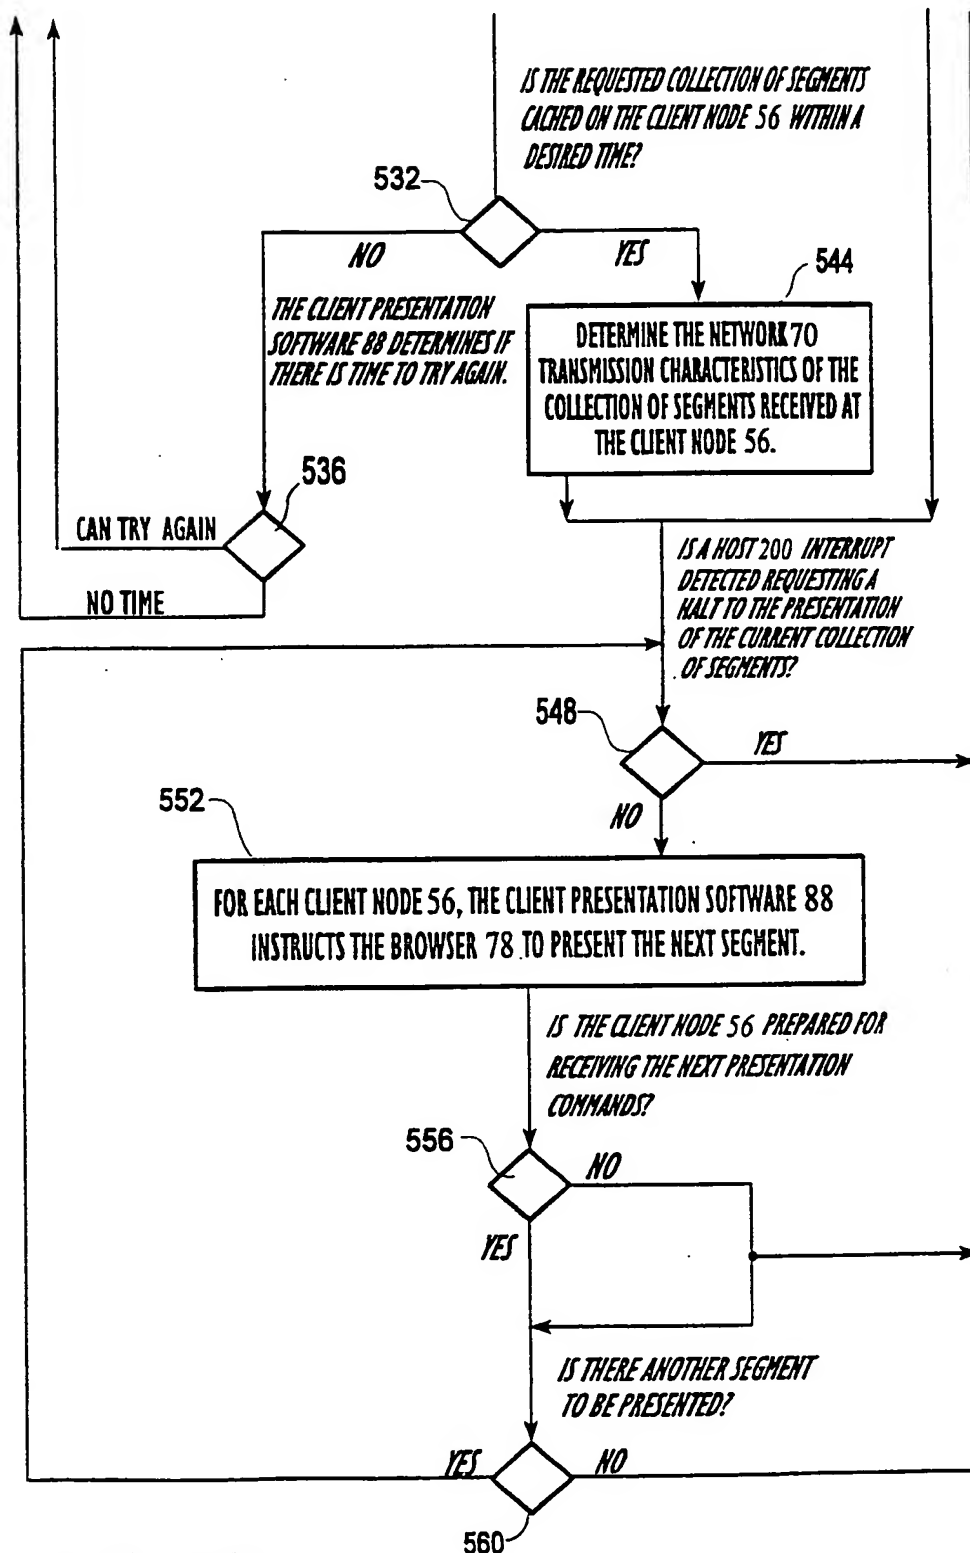 IS THE REQUESTED COLLECTION OF SEGMENTS
CACHED ON THE CLIENT NODE 56 WITHIN A
DESIRED TIME?
532
NO
YES
544
THE CLIENT PRESENTATION
SOFTWARE 88 DETERMINES IF
THERE IS TIME TO TRY AGAIN.
DETERMINE THE NETWORK 70
TRANSMISSION CHARACTERISTICS OF THE
COLLECTION OF SEGMENTS RECEIVED AT
THE CLIENT NODE 56.
536
CAN TRY AGAIN
NO TIME
IS A HOST 200 INTERRUPT
DETECTED REQUESTING A
HALT TO THE PRESENTATION
OF THE CURRENT COLLECTION
OF SEGMENTS?
548
YES
NO
552
FOR EACH CLIENT NODE 56, THE CLIENT PRESENTATION SOFTWARE 88
INSTRUCTS THE BROWSER 78 TO PRESENT THE NEXT SEGMENT.
IS THE CLIENT NODE 56 PREPARED FOR
RECEIVING THE NEXT PRESENTATION
COMMANDS?
556
NO
YES
IS THERE ANOTHER SEGMENT
TO BE PRESENTED?
YES
NO
560